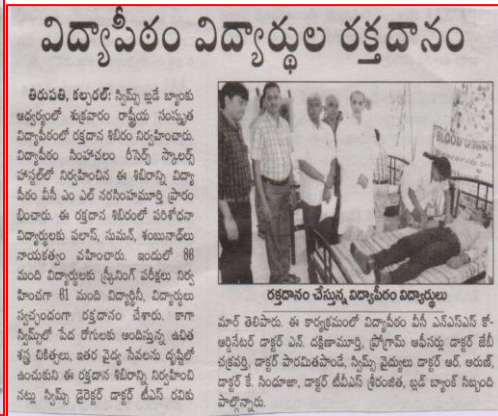 విద్యాపీఠం విద్యార్థుల రక్తదానం
తిరుపతి, కల్చరల్: స్విమ్స్ బ్లడ్ బ్యాంకు
ఆధ్వర్యంలో శుక్రవారం రాష్ట్రీయ సంస్కృత
విద్యాపీఠంలో రక్తదాన శిబిరం నిర్వహించారు.
విద్యాపీఠం సింహాచలం రీసెర్చ్ స్కాలర్స్
హాస్టల్‌లో నిర్వహించిన ఈ శిబిరాన్ని విద్యా
పీఠం వీసీ ఎం ఎల్ నరసింహమూర్తి ప్రారం
భించారు. ఈ రక్తదాన శిబిరంలో పరిశోధనా
విద్యార్థులకు పలాస్, సుమన్, శంబునాథ్‌లు
నాయకత్వం వహించారు. ఇందులో 86
మంది విద్యార్థులకు స్క్రీనింగ్ పరీక్షలు నిర్వ
హించగా 61 మంది విద్యార్థినీ, విద్యార్థులు
స్వచ్ఛందంగా రక్తదానం చేశారు. కాగా
స్విమ్స్‌లో పేద రోగులకు అందిస్తున్న ఉచిత
శస్త్ర చికిత్సలు, ఇతర వైద్య సేవలను దృష్టిలో
ఉంచుకుని ఈ రక్తదాన శిబిరాన్ని నిర్వహించి
నట్లు స్విమ్స్ డైరెక్టర్ డాక్టర్ టీఎస్ రవికు
BLOOD DONAT
రక్తదానం చేస్తున్న విద్యాపీఠం విద్యార్థులు
మార్ తెలిపారు. ఈ కార్యక్రమంలో విద్యాపీఠం వీసీ ఎన్ఎస్ఎస్ కో
ఆర్డినేటర్ డాక్టర్ ఎన్. దక్షిణామూర్తి, ప్రోగ్రామ్ ఆఫీసర్లు డాక్టర్ జేబీ
చక్రవర్తి, డాక్టర్ పారమితపాండే, స్విమ్స్ వైద్యులు డాక్టర్ ఆర్. అరుణ్,
డాక్టర్ కే. సింధూజా, డాక్టర్ టీవీఎస్ శ్రీరంజిత, బ్లడ్ బ్యాంక్ సిబ్బంది
పాల్గొన్నారు.